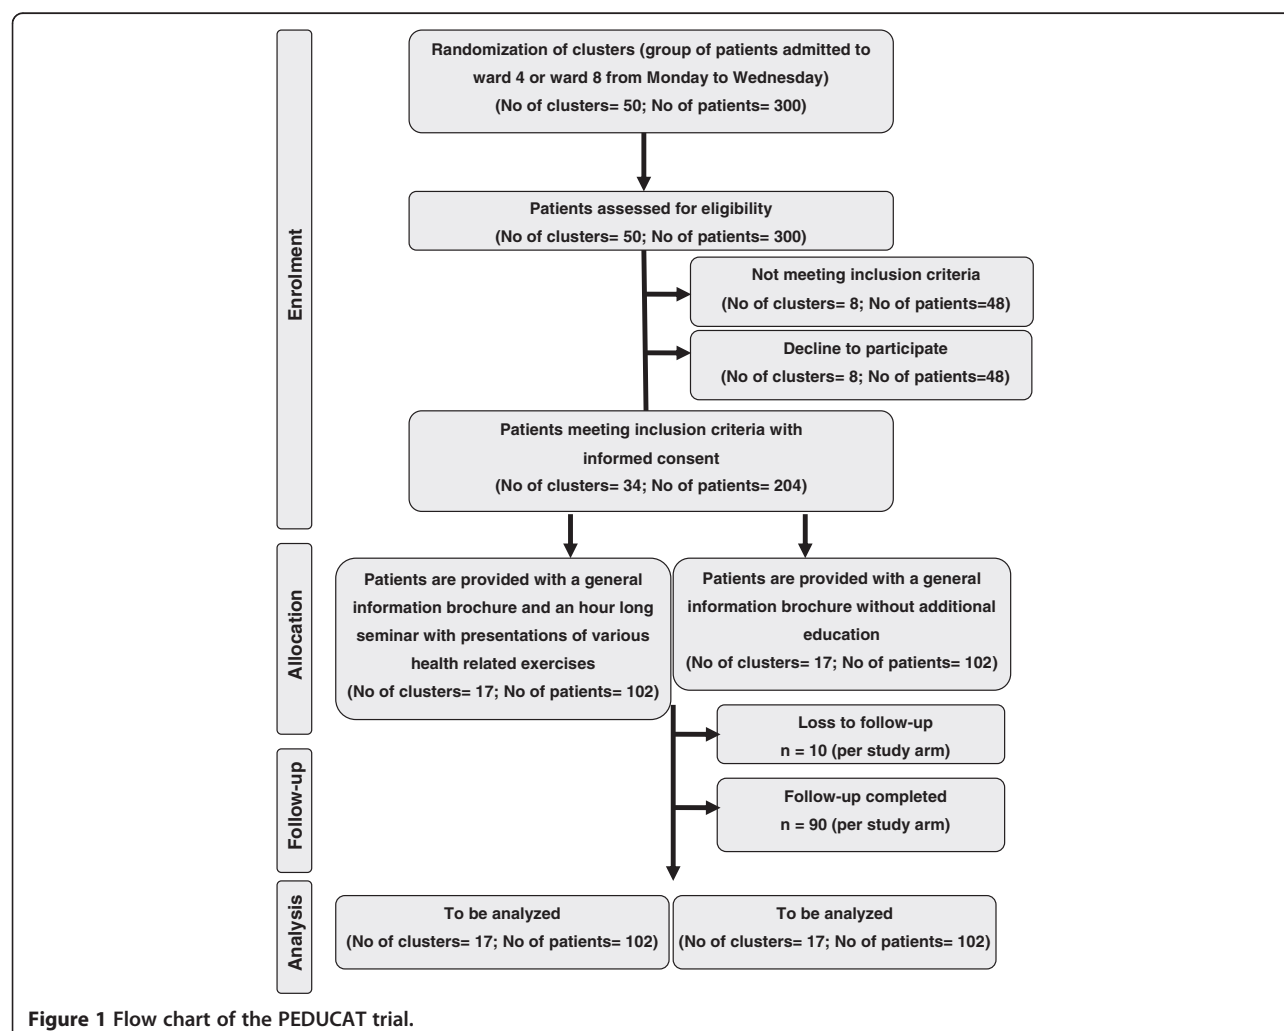 Enrolment
Randomization of clusters (group of patients admitted to
ward 4 or ward 8 from Monday to Wednesday)
(No of clusters= 50; No of patients= 300)
Patients assessed for eligibility
(No of clusters= 50; No of patients= 300)
Not meeting inclusion criteria
(No of clusters= 8; No of patients=48)
Decline to participate
(No of clusters= 8; No of patients=48)
Patients meeting inclusion criteria with
informed consent
(No of clusters= 34; No of patients= 204)
Allocation
Patients are provided with a general
information brochure and an hour long
seminar with presentations of various
health related exercises
(No of clusters= 17; No of patients= 102)
Patients are provided with a general
information brochure without additional
education
(No of clusters= 17; No of patients= 102)
Follow-up
Loss to follow-up
n = 10 (per study arm)
Follow-up completed
n = 90 (per study arm)
Analysis
To be analyzed
(No of clusters= 17; No of patients= 102)
To be analyzed
(No of clusters= 17; No of patients= 102)
Figure 1 Flow chart of the PEDUCAT trial.